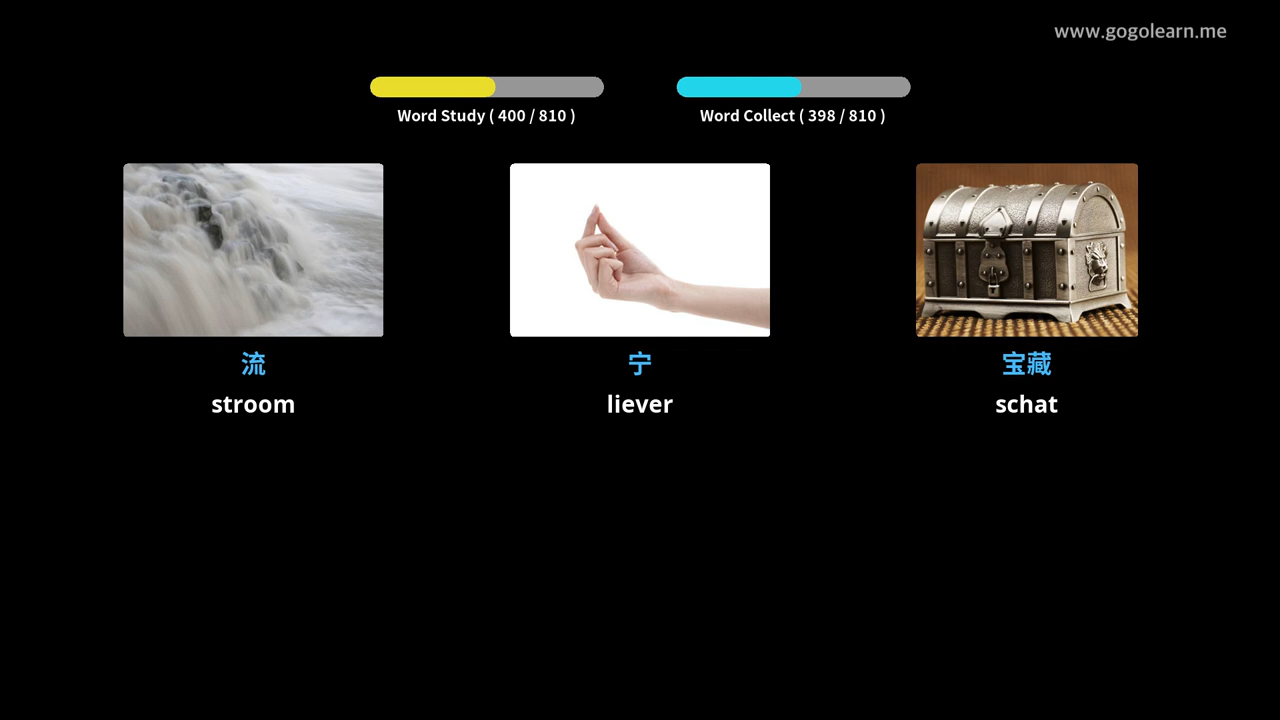 www.gogolearn.me
Word Study ( 400 / 810 )
Word Collect ( 398 / 810 )
流
stroom
宁
liever
宝藏
schat